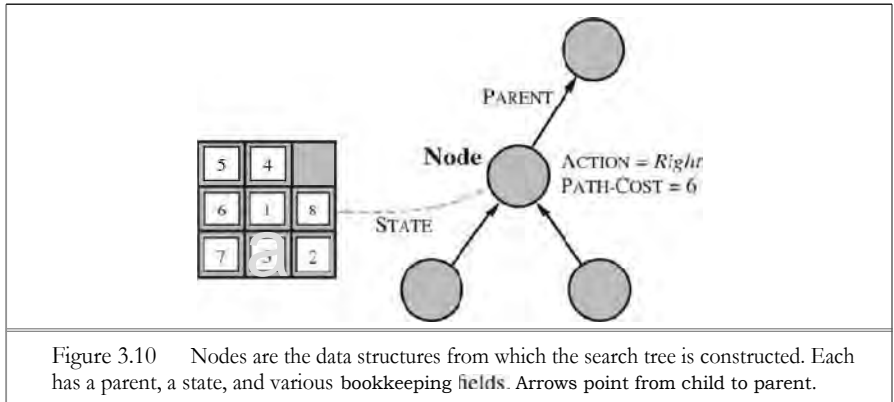 PARENT
5 4
Node
ACTION = Right
PATH-COST = 6
6 1 8
STATE
7 2
Figure 3.10 Nodes are the data structures from which the search tree is constructed. Each
has a parent, a state, and various bookkeeping fields. Arrows point from child to parent.